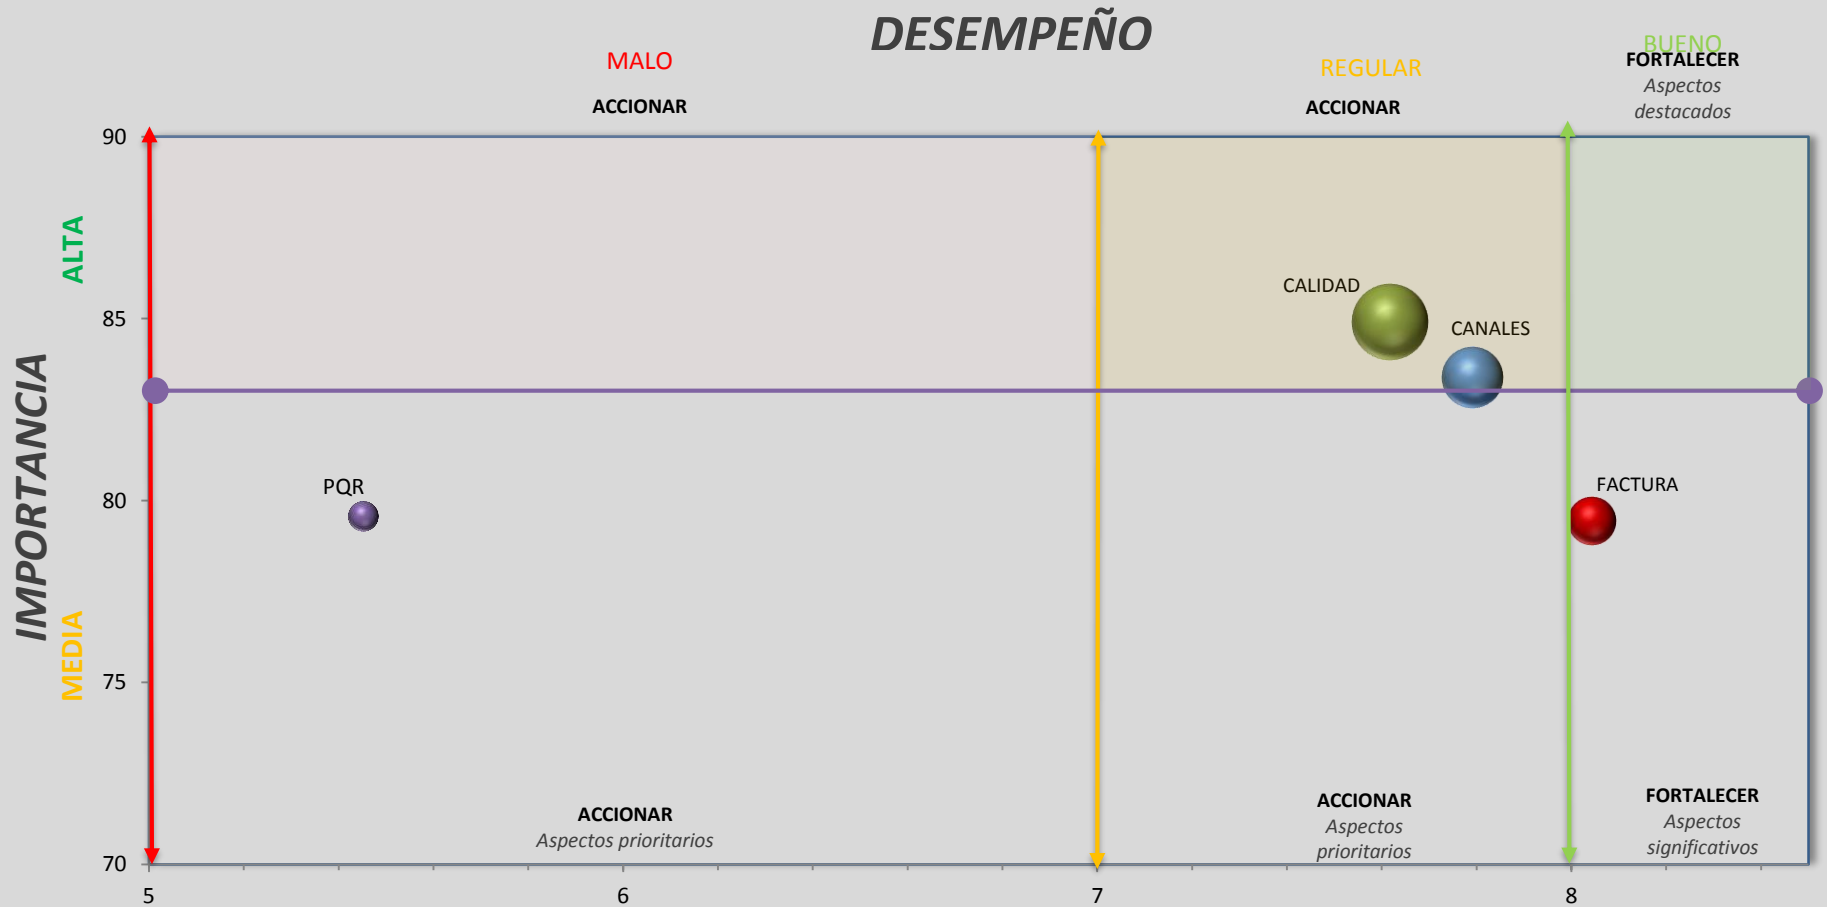 DESEMPEÑO
MALO
REGULAR
BUENO
ACCIONAR
ACCIONAR
FORTALECER
Aspectos
destacados
IMPORTANCIA
ALTA
MEDIA
90
85
80
75
70
CALIDAD
CANALES
PQR
FACTURA
ACCIONAR
Aspectos prioritarios
ACCIONAR
Aspectos
prioritarios
FORTALECER
Aspectos
significativos
5
6
7
8